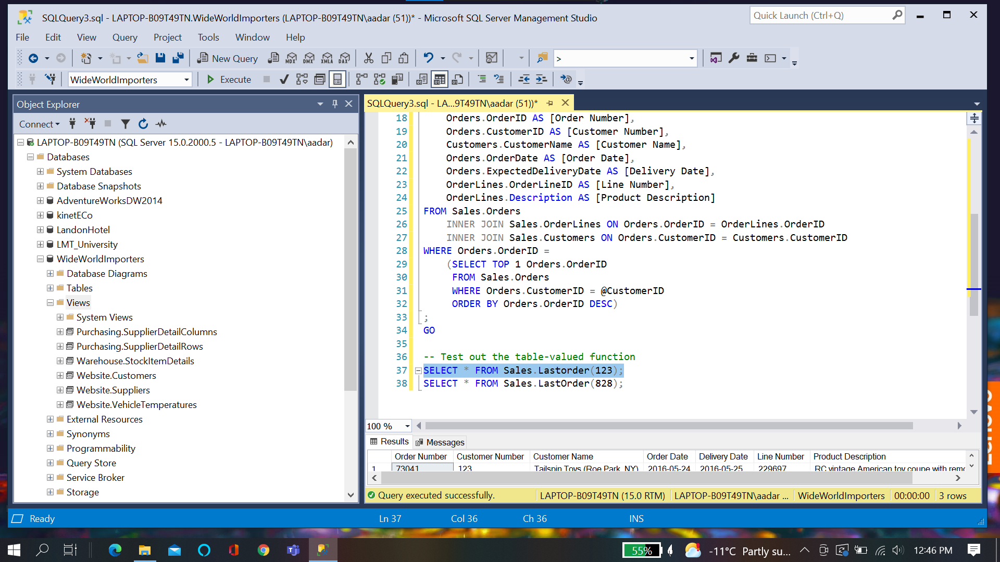 SQLQuery3.sql - LAPTOP-B09T49TN.WideWorldImporters (LAPTOP-B09T49TN\aadar (51))* - Microsoft SQL Server Management Studio
Quick Launch (Ctrl+Q)
File Edit View Query Project Tools Window Help
New Query MDX DMX XMLA DAX >
WideWorldImporters Execute
Object Explorer
Connect
LAPTOP-B09T49TN (SQL Server 15.0.2000.5 - LAPTOP-B09T49TN\aadar)
Databases
System Databases
Database Snapshots
AdventureWorksDW2014
kinetECo
LandonHotel
LMT_University
WideWorldImporters
Database Diagrams
Tables
Views
System Views
Purchasing.SupplierDetailColumns
Purchasing.SupplierDetailRows
Warehouse.StockItemDetails
Website.Customers
Website.Suppliers
Website.VehicleTemperatures
External Resources
Synonyms
Programmability
Query Store
Service Broker
Storage
SQLQuery3.sql - LA...9T49TN\aadar (51))*
18 Orders.OrderID AS [Order Number],
19 Orders.CustomerID AS [Customer Number],
20 Customers.CustomerName AS [Customer Name],
21 Orders.OrderDate AS [Order Date],
22 Orders.ExpectedDeliveryDate AS [Delivery Date],
23 OrderLines.OrderLineID AS [Line Number],
24 OrderLines.Description AS [Product Description]
25 FROM Sales.Orders
26 INNER JOIN Sales.OrderLines ON Orders.OrderID = OrderLines.OrderID
27 INNER JOIN Sales.Customers ON Orders.CustomerID = Customers.CustomerID
28 WHERE Orders.OrderID =
29 (SELECT TOP 1 Orders.OrderID
30 FROM Sales.Orders
31 WHERE Orders.CustomerID = @CustomerID
32 ORDER BY Orders.OrderID DESC)
33 ;
34 GO
35
36 -- Test out the table-valued function
37 SELECT * FROM Sales.Lastorder(123);
38 SELECT * FROM Sales.LastOrder(828);
100 %
Results Messages
Order Number Customer Number Customer Name Order Date Delivery Date Line Number Product Description
1 73041 123 Tailspin Toys (Roe Park, NY) 2016-05-24 2016-05-25 229697 RC vintage American toy coupe with remo
Query executed successfully. LAPTOP-B09T49TN (15.0 RTM) LAPTOP-B09T49TN\aadar ... WideWorldImporters 00:00:00 3 rows
Ready Ln 37 Col 36 Ch 36 INS
Lenovo
55% -11°C Partly su... 12:46 PM